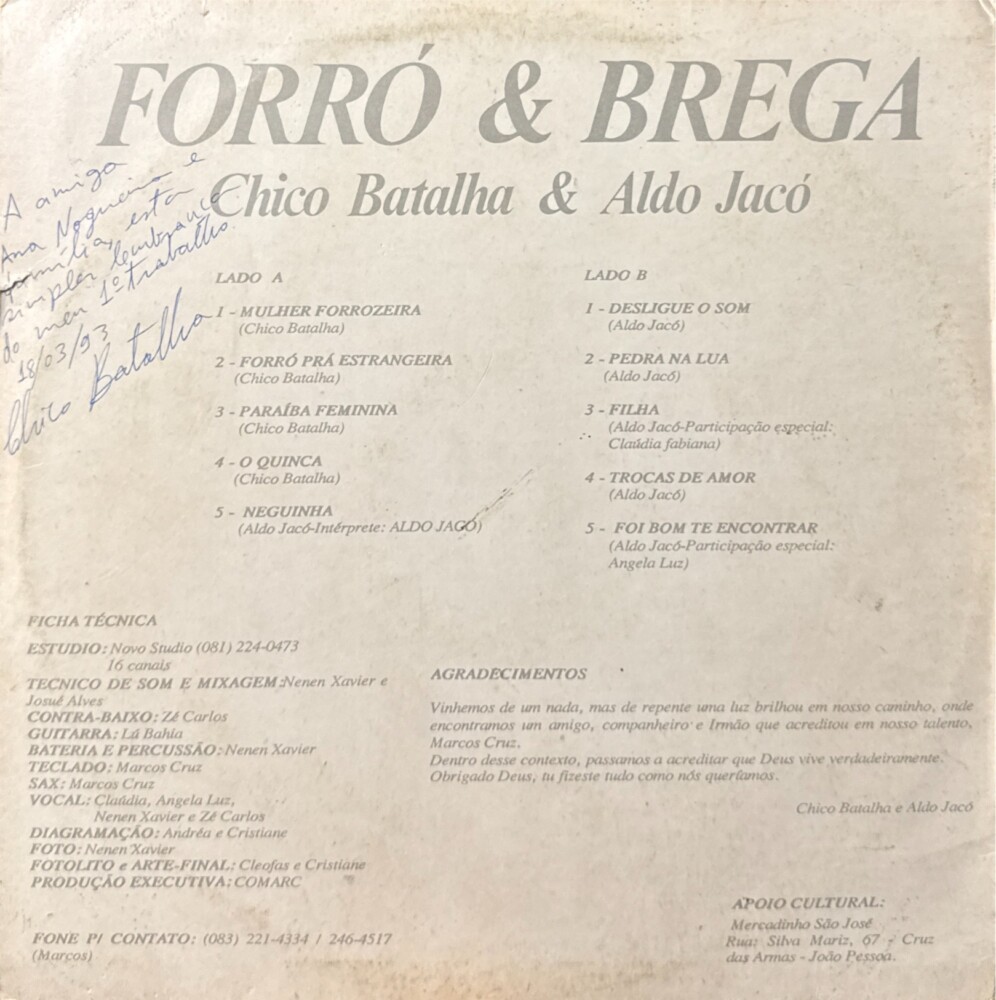 FORRÓ & BREGA
Chico Batalha & Aldo Jacó
A amiga
Ana Nogueira e
família, esta
simples lembrança
do meu 1º trabalho.
18/03/93
Chico Batalha
LADO A
1 - MULHER FORROZEIRA
(Chico Batalha)
2 - FORRÓ PRÁ ESTRANGEIRA
(Chico Batalha)
3 - PARAÍBA FEMININA
(Chico Batalha)
4 - O QUINCA
(Chico Batalha)
5 - NEGUINHA
(Aldo Jacó-Intérprete: ALDO JACÓ)
LADO B
1 - DESLIGUE O SOM
(Aldo Jacó)
2 - PEDRA NA LUA
(Aldo Jacó)
3 - FILHA
(Aldo Jacó-Participação especial:
Claúdia fabiana)
4 - TROCAS DE AMOR
(Aldo Jacó)
5 - FOI BOM TE ENCONTRAR
(Aldo Jacó-Participação especial:
Angela Luz)
FICHA TÉCNICA
ESTUDIO: Novo Studio (081) 224-0473
16 canais
TECNICO DE SOM E MIXAGEM:Nenen Xavier e
Josué Alves
CONTRA-BAIXO: Zé Carlos
GUITARRA: Lá Bahia
BATERIA E PERCUSSÃO: Nenen Xavier
TECLADO: Marcos Cruz
SAX: Marcos Cruz
VOCAL: Claúdia, Angela Luz,
Nenen Xavier e Zé Carlos
DIAGRAMAÇÃO: Andréa e Cristiane
FOTO: Nenen Xavier
FOTOLITO e ARTE-FINAL: Cleofas e Cristiane
PRODUÇÃO EXECUTIVA: COMARC
FONE P/ CONTATO: (083) 221-4334 / 246-4517
(Marcos)
AGRADECIMENTOS
Vinhemos de um nada, mas de repente uma luz brilhou em nosso caminho, onde
encontramos um amigo, companheiro e Irmão que acreditou em nosso talento,
Marcos Cruz.
Dentro desse contexto, passamos a acreditar que Deus vive verdadeiramente.
Obrigado Deus, tu fizeste tudo como nós queríamos.
Chico Batalha e Aldo Jacó
APOIO CULTURAL:
Mercadinho São José
Rua: Silva Mariz, 67 - Cruz
das Armas - João Pessoa.